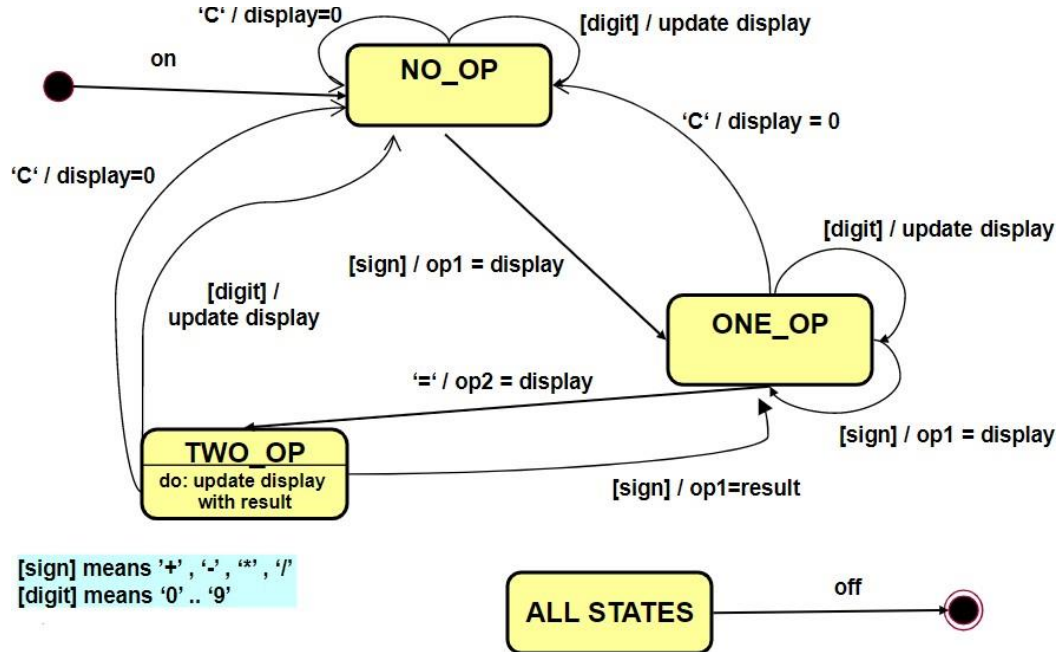 ‘C’ / display=0
[digit] / update display
on
NO_OP
‘C‘ / display = 0
‘C‘ / display=0
[digit] / update display
[sign] / op1 = display
[digit] /
update display
ONE_OP
‘=‘ / op2 = display
[sign] / op1 = display
TWO_OP
do: update display
with result
[sign] / op1=result
[sign] means ’+’ , ‘-’ , ‘*’ , ‘/’
[digit] means ‘0’ .. ‘9’
off
ALL STATES